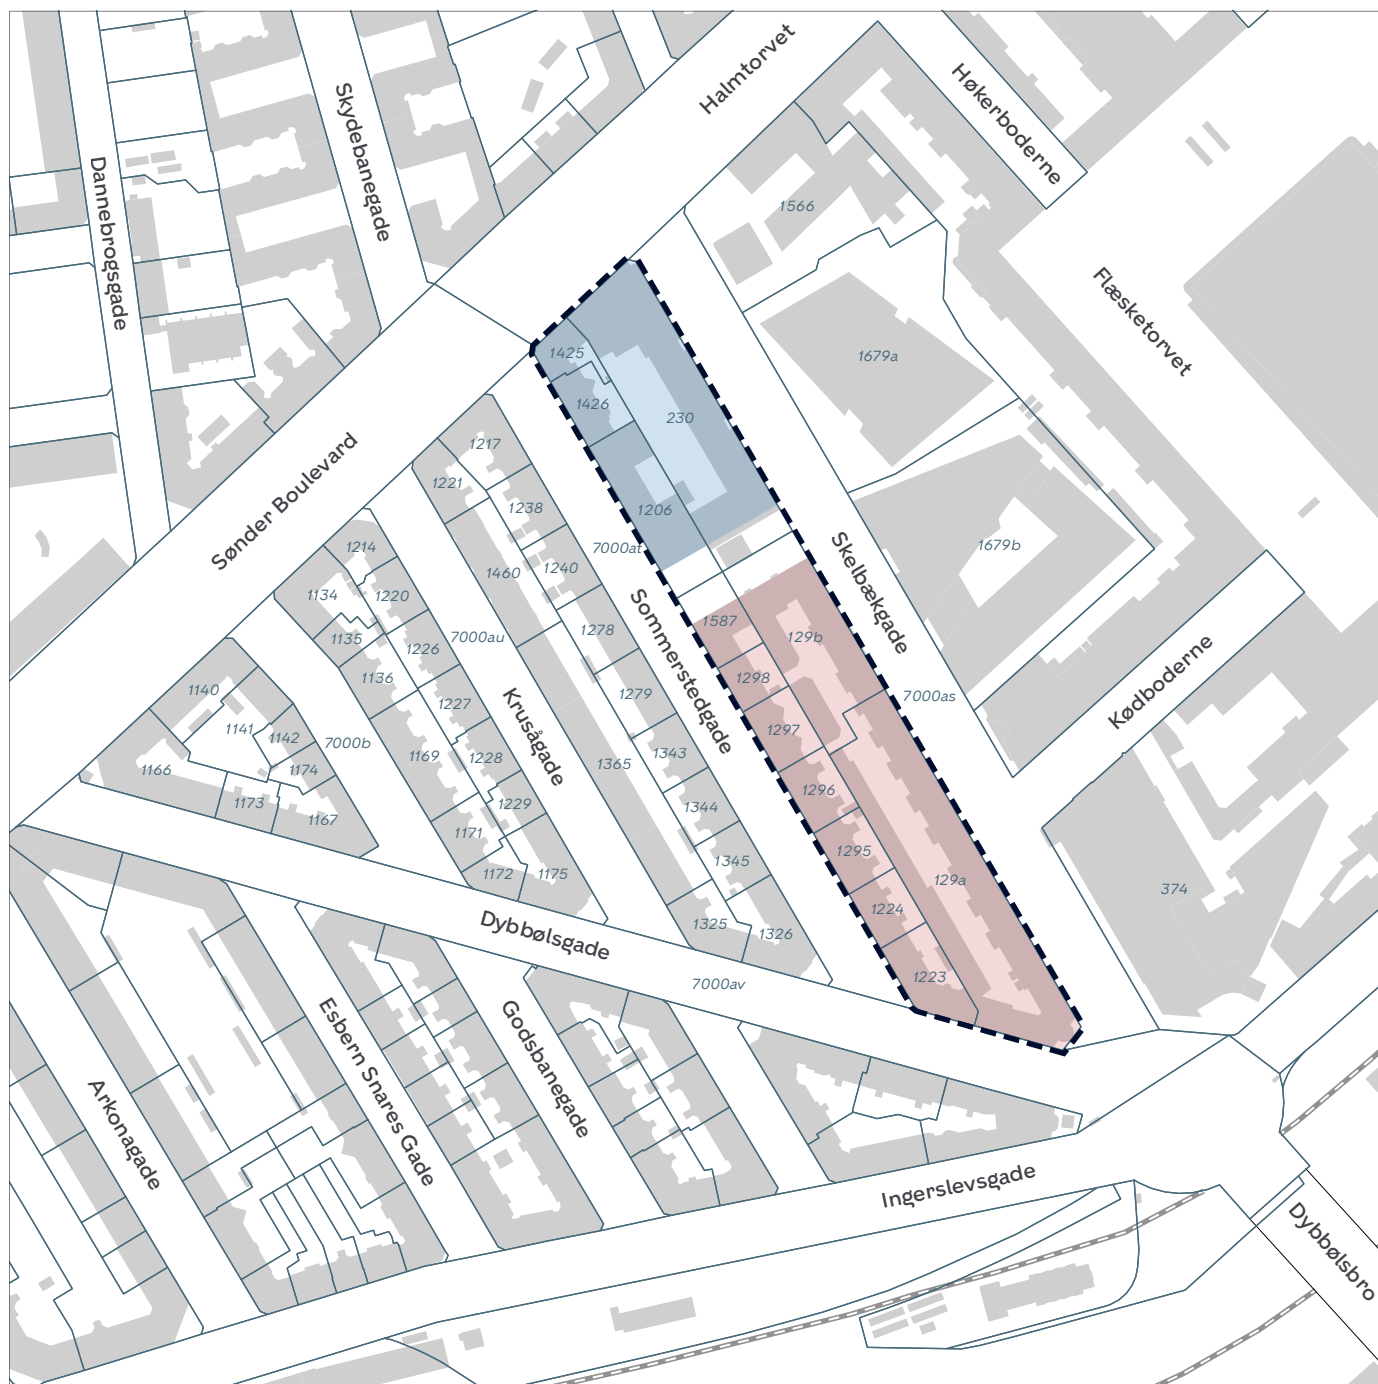 Halmtorvet
Høkerboderne
Skydebanegade
Dannebrogsgade
1566
Flæsketorvet
1425
1679a
1426
230
1217
Sønder Boulevard
1221
1238
1206
1214
7000at
1679b
1460
1240
Skelbækgade
1134
1220
Sommerstedgade
1587
1278
129b
1135
7000au
1226
1136
1298
1140
1279
7000as
Kødboderne
1227
1297
1141
1142
7000b
Krusågade
1343
1169
1228
1365
1166
1174
1296
1173
1229
1344
1167
1171
1295
1345
1172
1175
129a
374
1224
1325
1326
Dybbølsgade
1223
7000av
Esbern Snares Gade
Godsbanegade
Arkonagade
Ingerslevsgade
Dybbølsbro